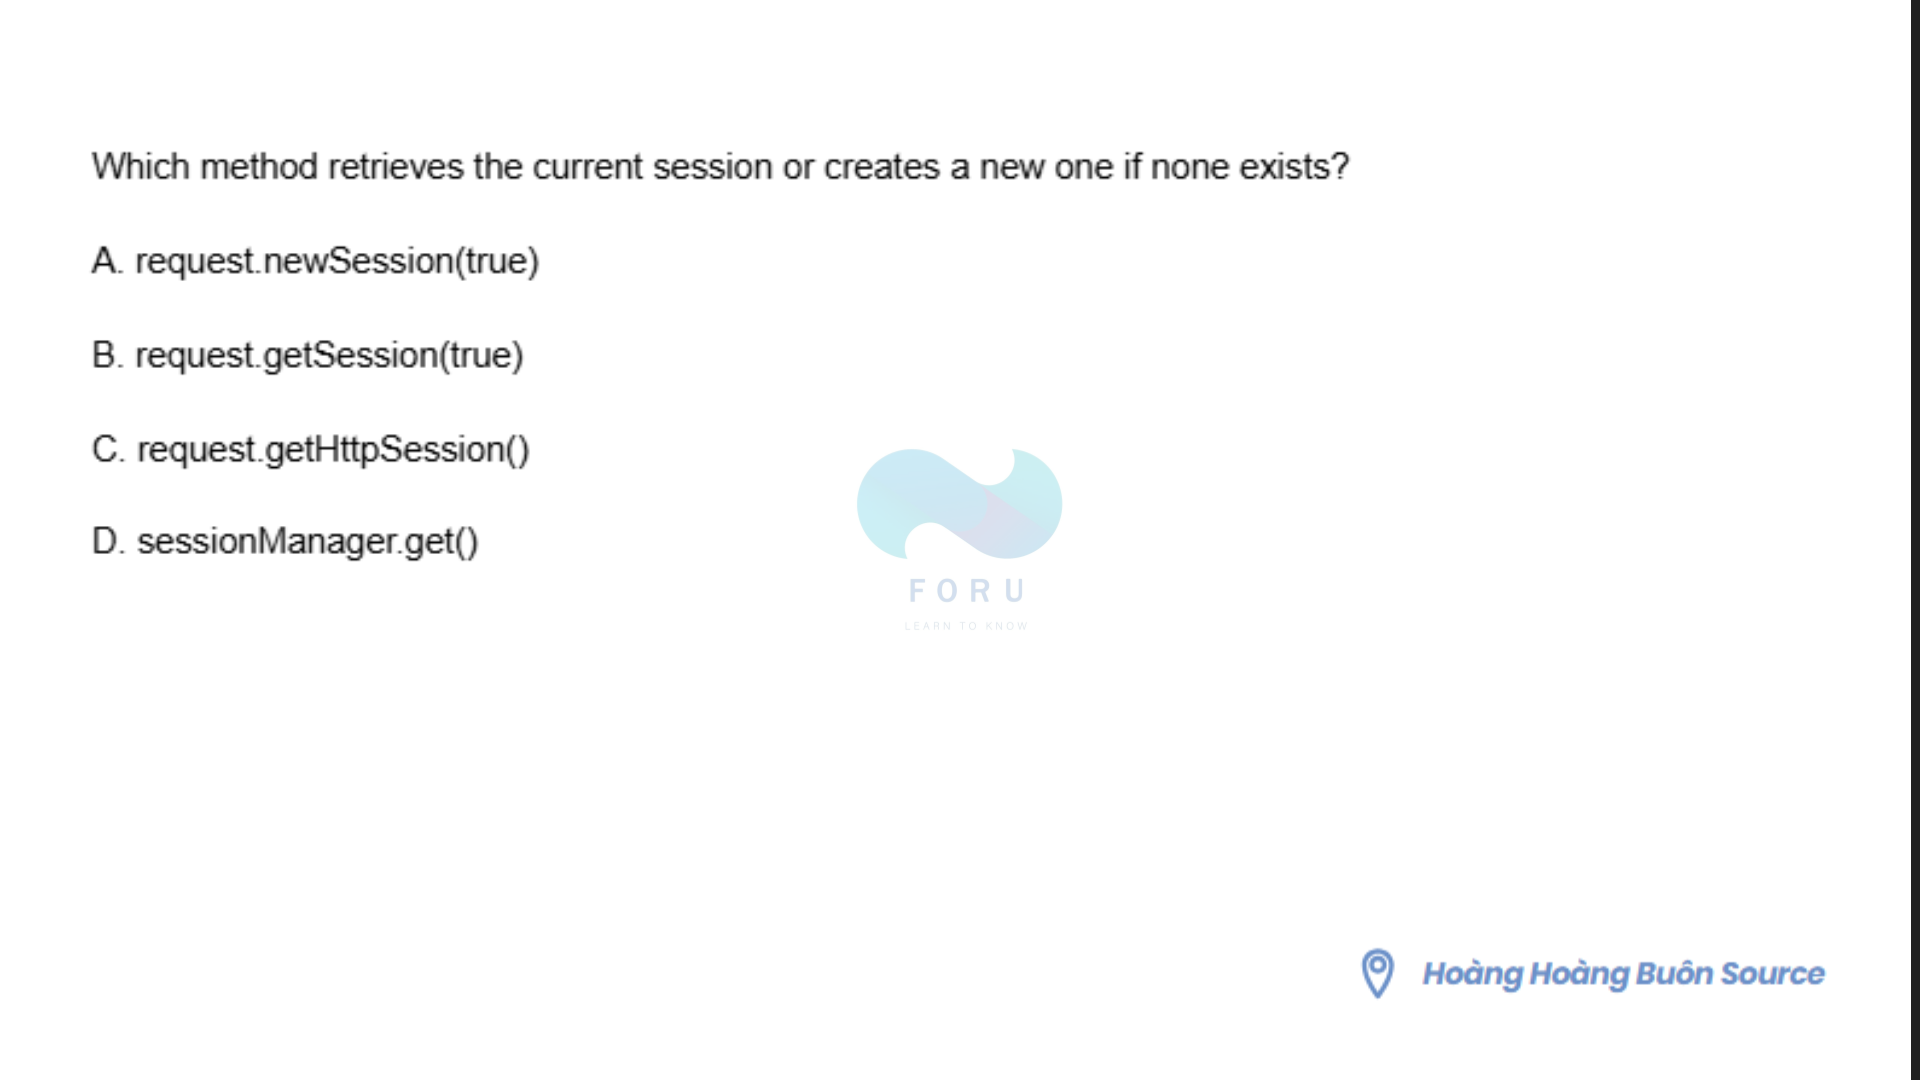 Which method retrieves the current session or creates a new one if none exists?
A. request.newSession(true)
B. request.getSession(true)
C. request.getHttpSession()
D. sessionManager.get()
FORU
LEARN TO KNOW
Hoàng Hoàng Buôn Source